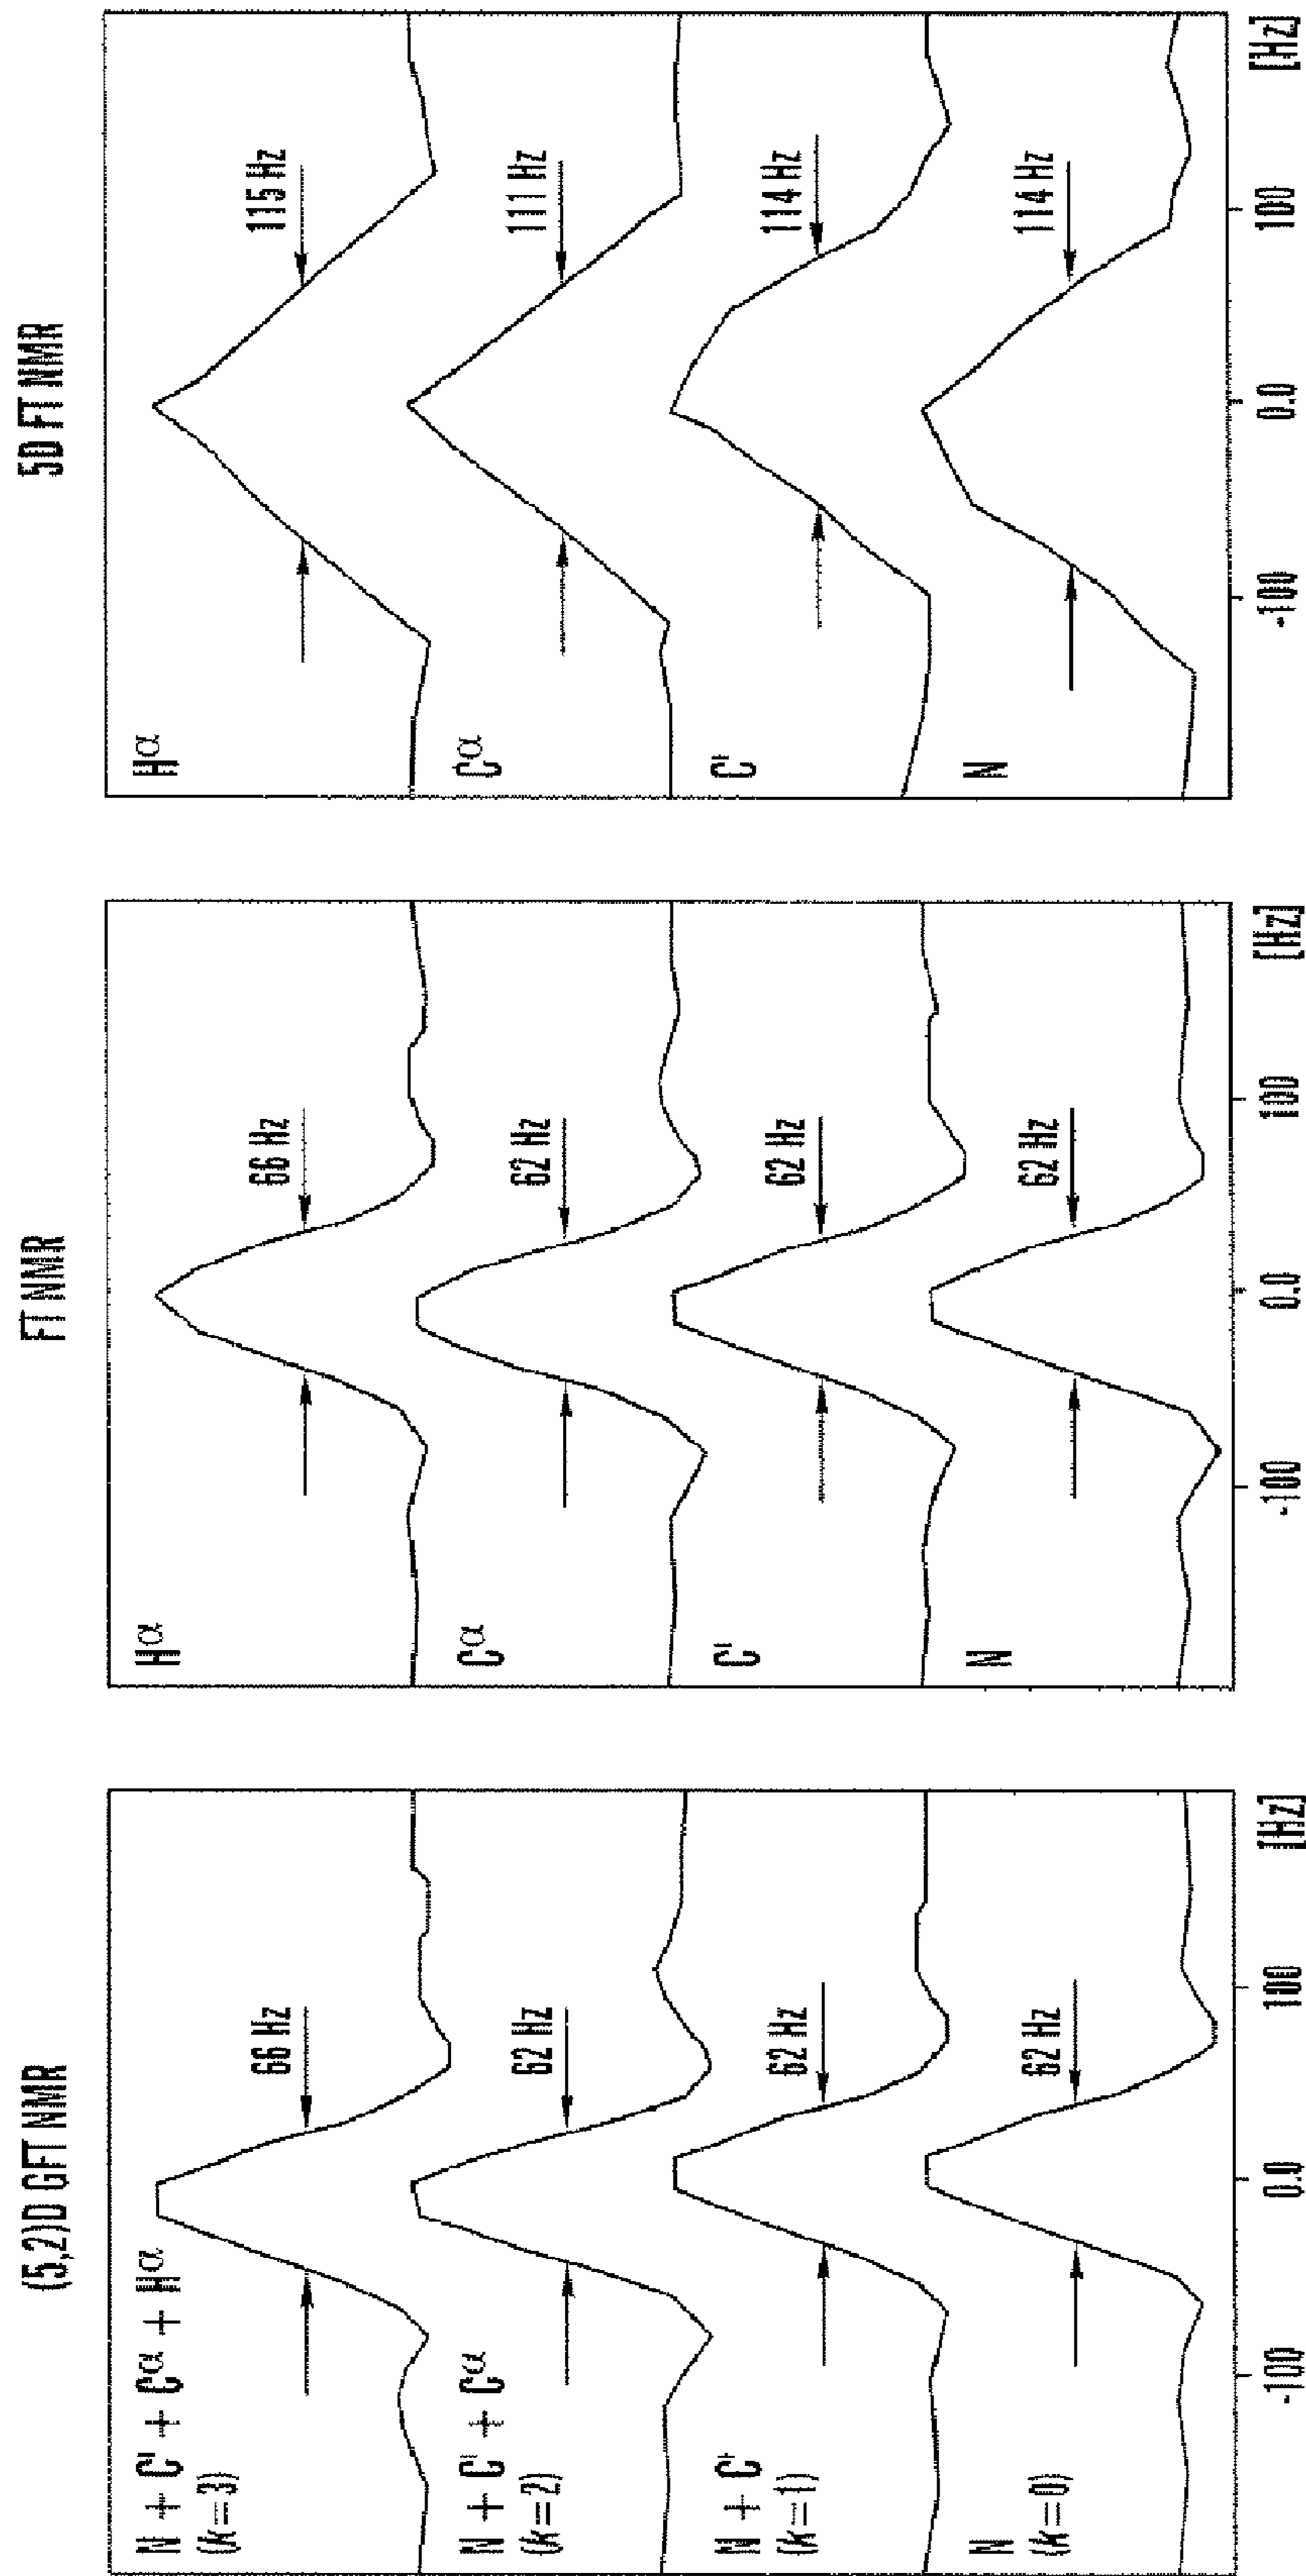 (5,2)D GFT NMR
N + C' + Cα + Hα
(k=3)
66 Hz
N + C' + Cα
(k=2)
62 Hz
N + C'
(k=1)
62 Hz
N
(k=0)
62 Hz
-100
0.0
100
[Hz]
FT NMR
Hα
66 Hz
Cα
62 Hz
C'
62 Hz
N
62 Hz
-100
0.0
100
[Hz]
5D FT NMR
Hα
115 Hz
Cα
111 Hz
C'
114 Hz
N
114 Hz
-100
0.0
100
[Hz]